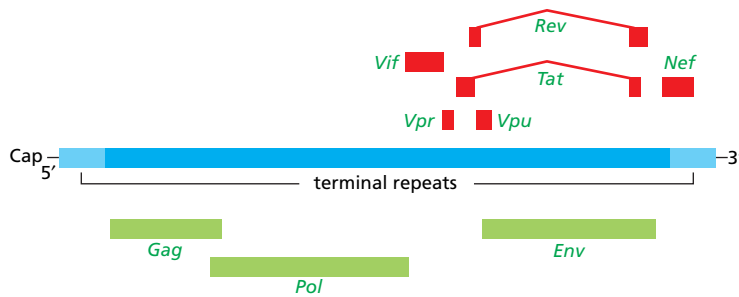 Rev
Vif
Nef
Tat
Vpr
Vpu
Cap
3
5′
terminal repeats
Gag
Env
Pol